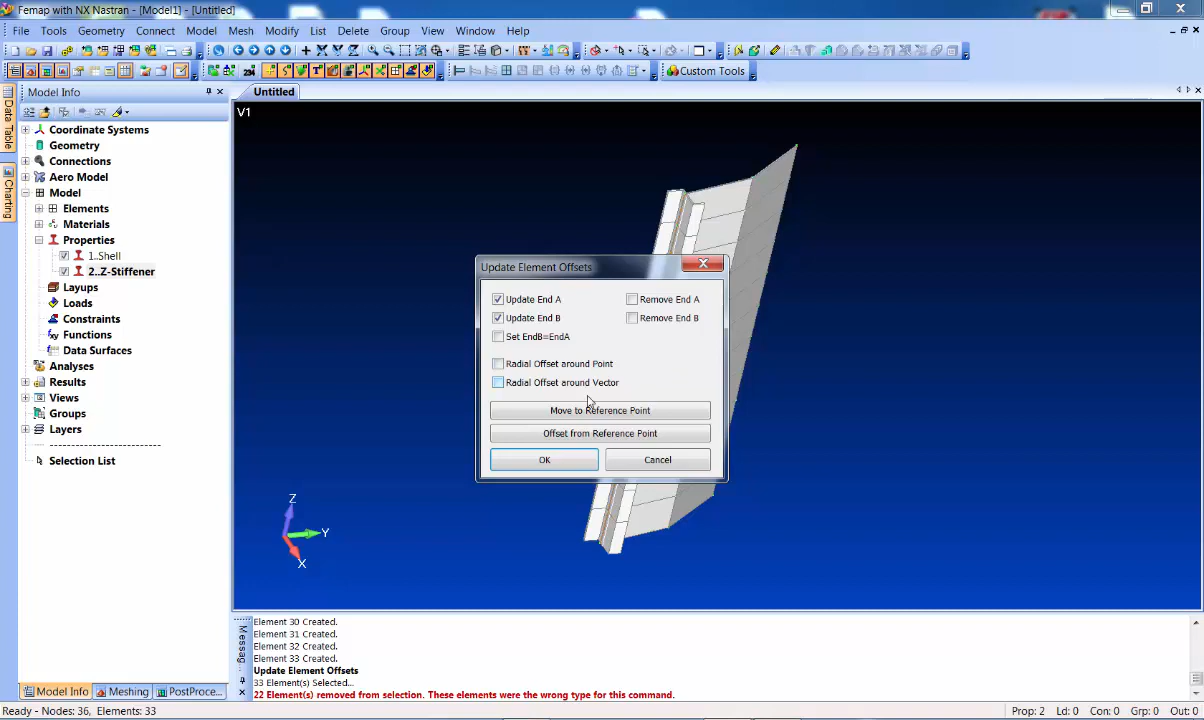 Femap with NX Nastran - [Model1] - [Untitled]
File Tools Geometry Connect Model Mesh Modify List Delete Group View Window Help
234
Custom Tools
Model Info
Untitled
Data Table
Charting
V1
Coordinate Systems
Geometry
Connections
Aero Model
Model
Elements
Materials
Properties
1..Shell
2..Z-Stiffener
Layups
Loads
Constraints
Functions
Data Surfaces
Analyses
Results
Views
Groups
Layers
Selection List
Update Element Offsets
Update End A Remove End A
Update End B Remove End B
Set EndB=EndA
Radial Offset around Point
Radial Offset around Vector
Move to Reference Point
Offset from Reference Point
OK Cancel
Z
Y
X
Messag
Element 30 Created.
Element 31 Created.
Element 32 Created.
Element 33 Created.
Update Element Offsets
33 Element(s) Selected...
22 Element(s) removed from selection. These elements were the wrong type for this command.
Model Info Meshing PostProce...
Ready - Nodes: 36, Elements: 33 Prop: 2 Ld: 0 Con: 0 Grp: 0 Out: 0